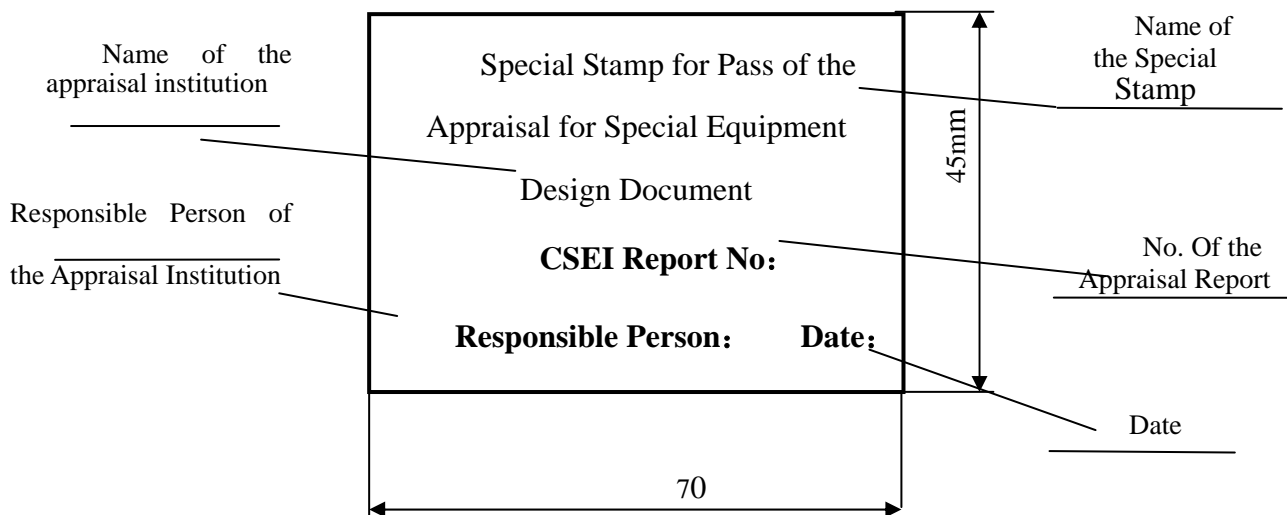 Name of the
appraisal institution
Responsible Person of
the Appraisal Institution
Special Stamp for Pass of the
Appraisal for Special Equipment
Design Document
CSEI Report No：
Responsible Person： Date：
Name of
the Special
Stamp
45mm
No. Of the
Appraisal Report
Date
70